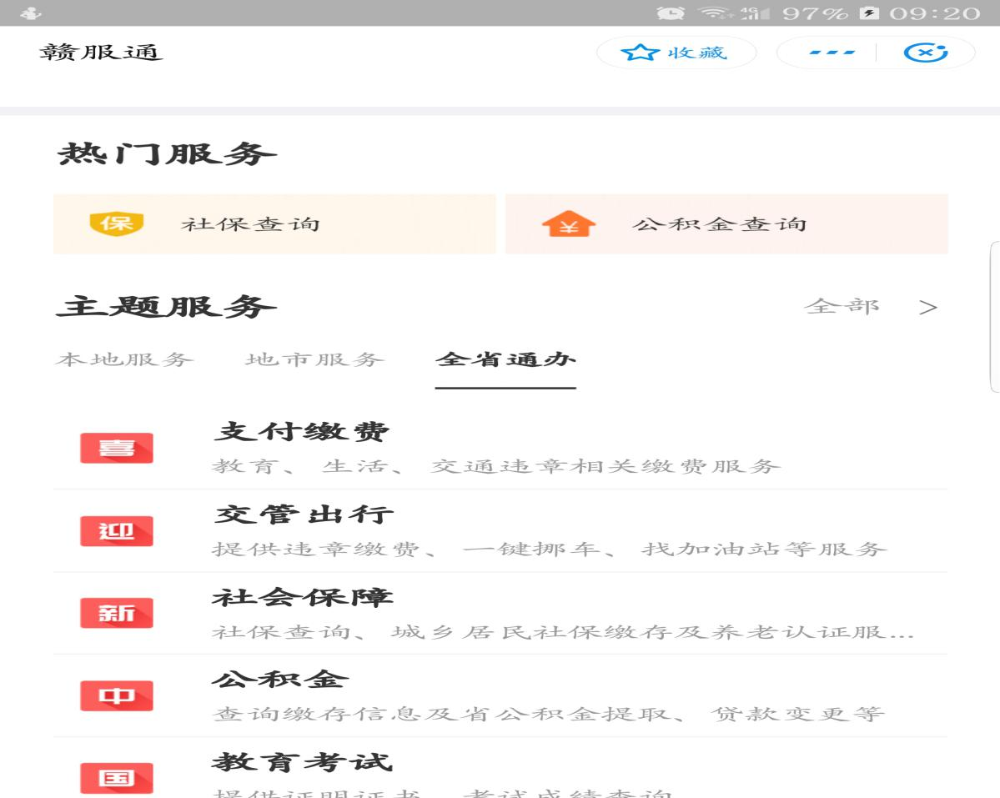 4G 97% 09:20
赣服通 收藏
热门服务
保 社保查询 ¥ 公积金查询
主题服务 全部 >
本地服务 地市服务 全省通办
喜 支付缴费
教育、生活、交通违章相关缴费服务
迎 交管出行
提供违章缴费、一键挪车、找加油站等服务
新 社会保障
社保查询、城乡居民社保缴存及养老认证服...
中 公积金
查询缴存信息及省公积金提取、贷款变更等
国 教育考试
提供证明证书、考试成绩查询